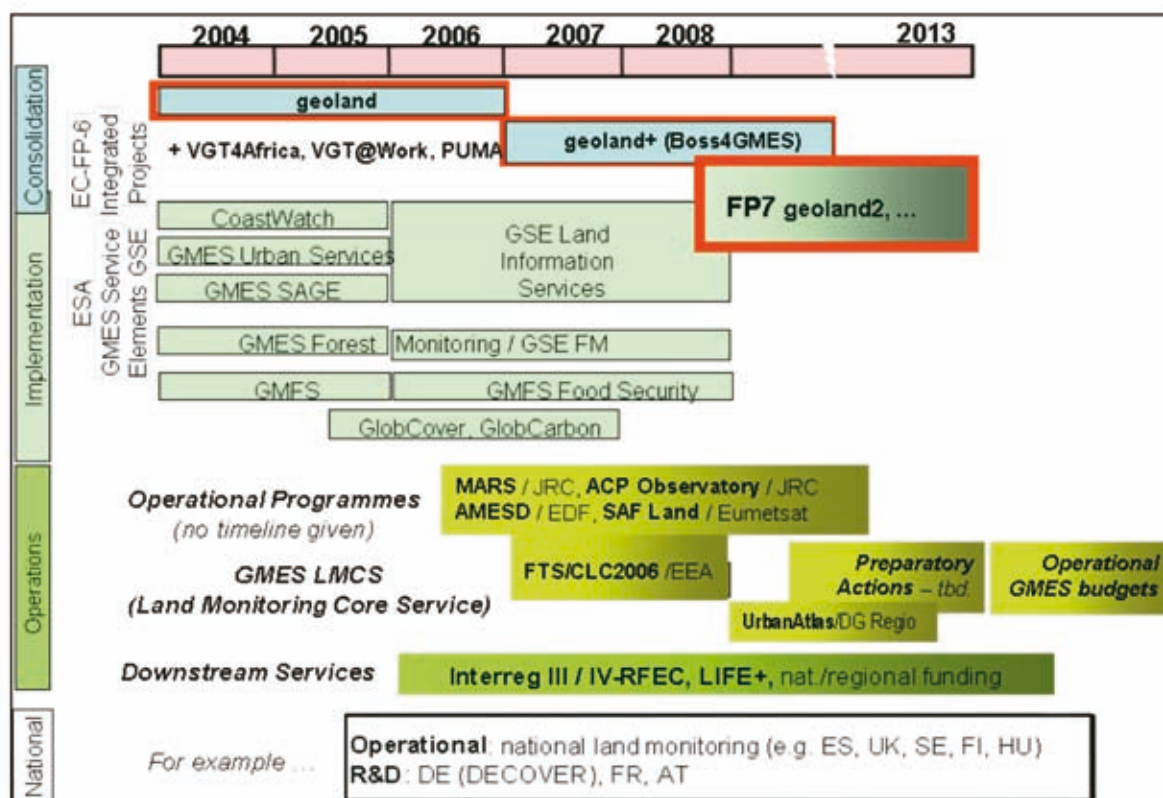 2004 2005 2006 2007 2008 2013
Consolidation
Implementation
Operations
National
EC-FP-6
Integrated
Projects
ESA
GMES Service
Elements GSE
geoland
+ VGT4Africa, VGT@Work, PUMA
geoland+ (Boss4GMES)
FP7 geoland2, ...
CoastWatch
GMES Urban Services
GMES SAGE
GSE Land
Information
Services
GMES Forest Monitoring / GSE FM
GMFS
GMFS Food Security
GlobCover, GlobCarbon
Operational Programmes
(no timeline given)
MARS / JRC, ACP Observatory / JRC
AMESD / EDF, SAF Land / Eumetsat
GMES LMCS
(Land Monitoring Core Service)
FTS/CLC2006 /EEA
Preparatory
Actions – tbd.
Operational
GMES budgets
UrbanAtlas/DG Regio
Downstream Services
Interreg III / IV-RFEC, LIFE+, nat./regional funding
For example ...
Operational: national land monitoring (e.g. ES, UK, SE, FI, HU)
R&D: DE (DECOVER), FR, AT